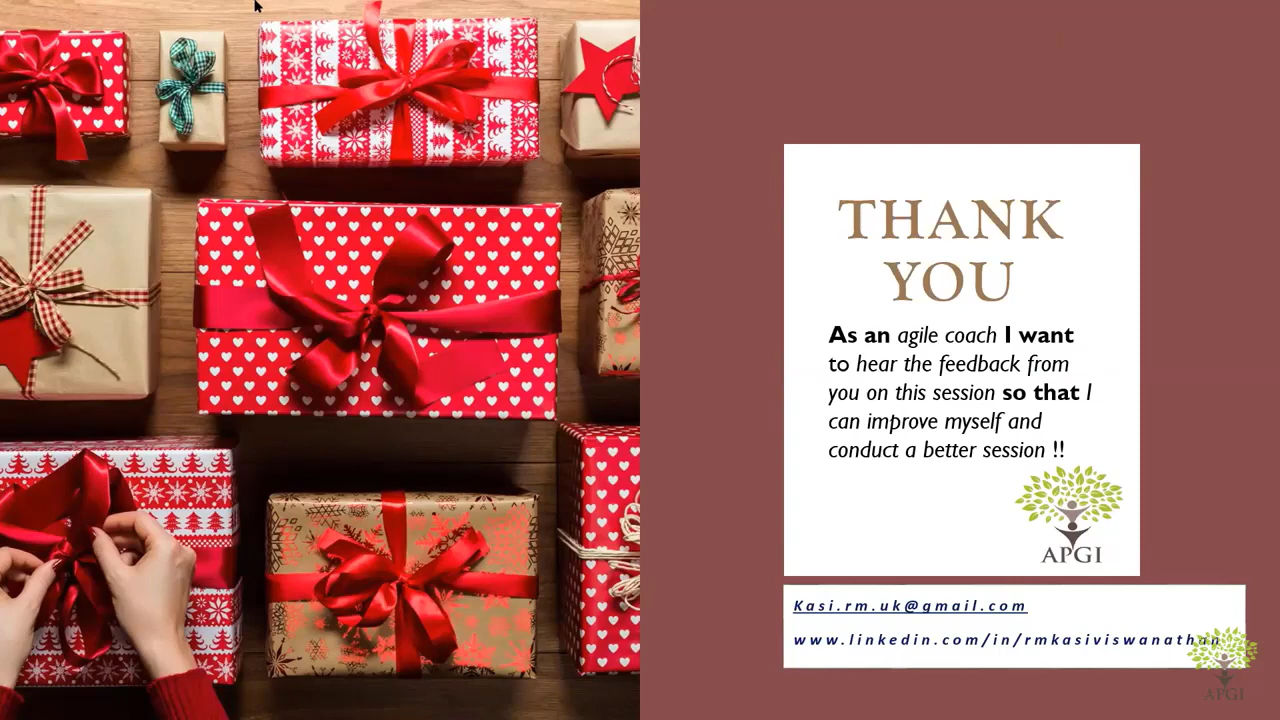 THANK
YOU
As an agile coach I want
to hear the feedback from
you on this session so that I
can improve myself and
conduct a better session !!
APGI
Kasi.rm.uk@gmail.com
www.linkedin.com/in/rmkasiviswanathan
APGI